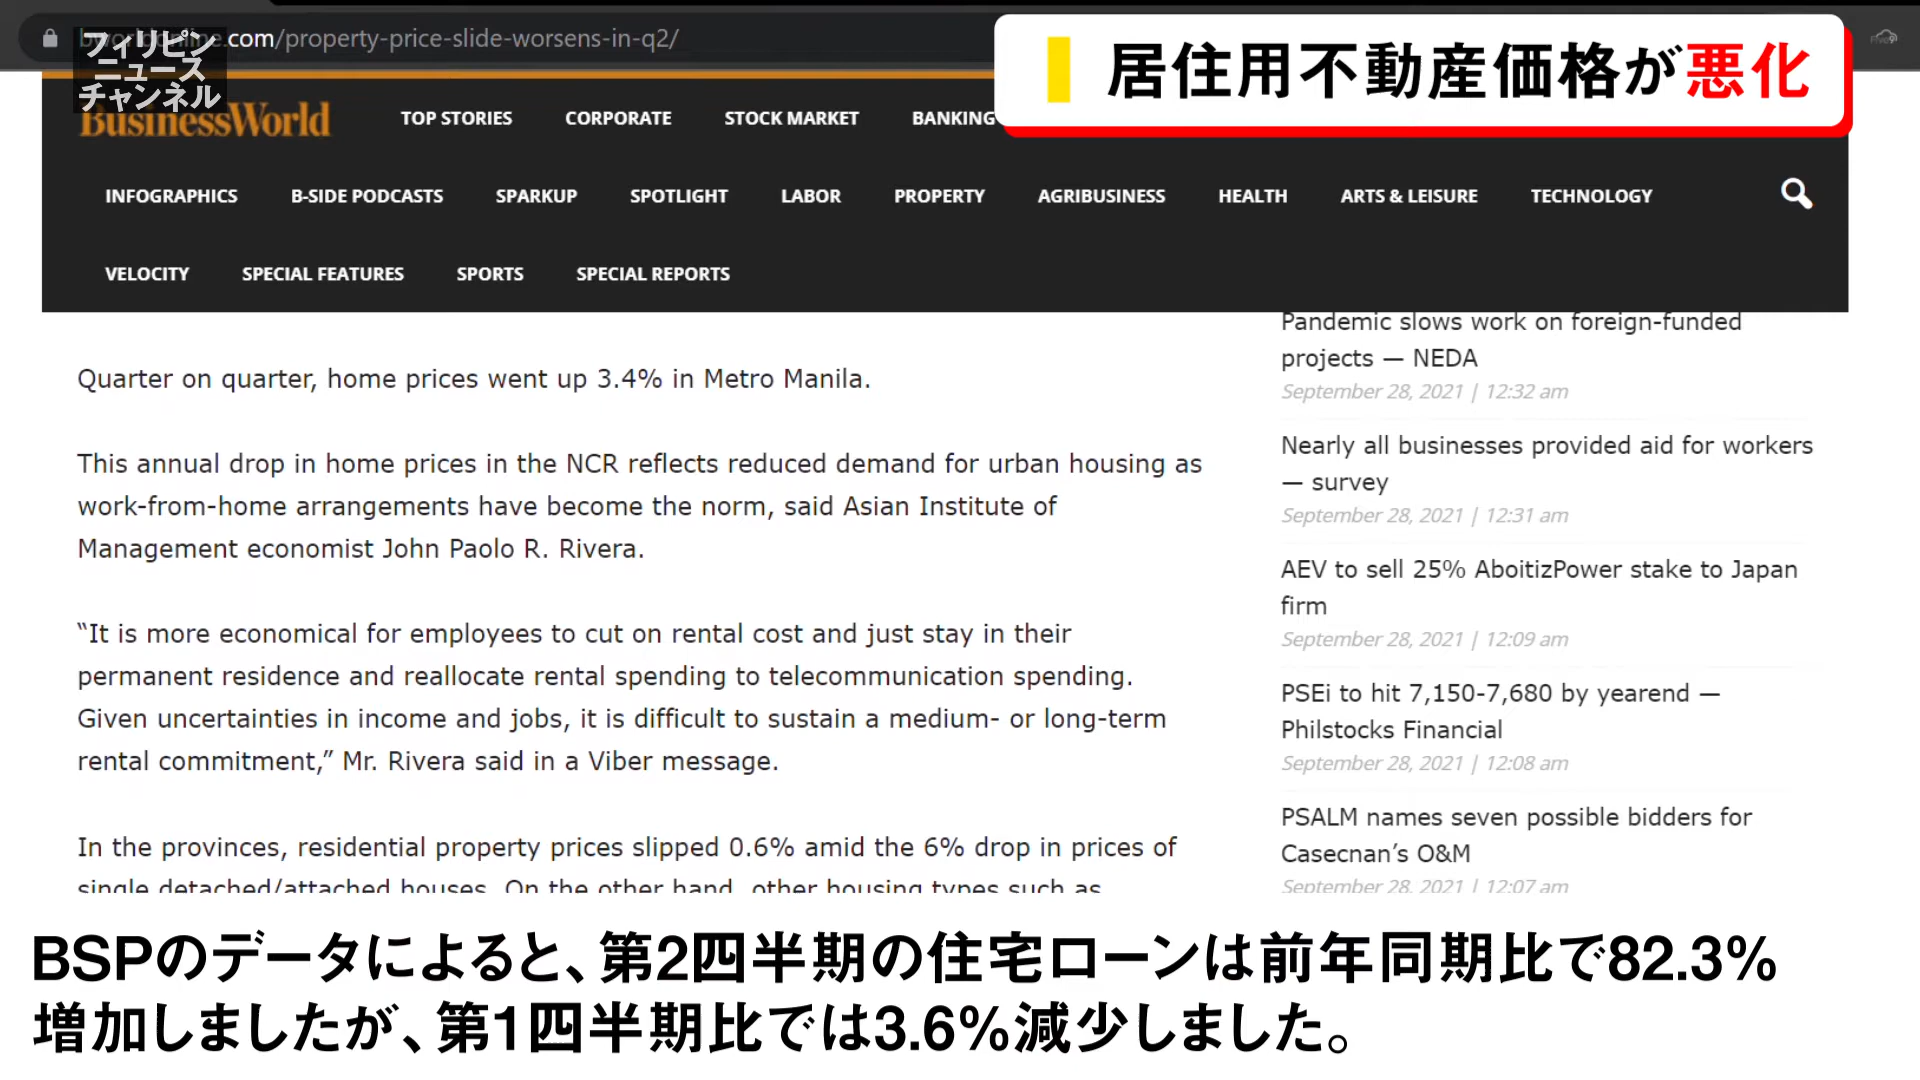 .com/property-price-slide-worsens-in-q2/
フィリピン
ニュース
チャンネル
居住用不動産価格が悪化
BusinessWorld
TOP STORIES CORPORATE STOCK MARKET BANKING
INFOGRAPHICS B-SIDE PODCASTS SPARKUP SPOTLIGHT LABOR PROPERTY AGRIBUSINESS HEALTH ARTS & LEISURE TECHNOLOGY
VELOCITY SPECIAL FEATURES SPORTS SPECIAL REPORTS
Quarter on quarter, home prices went up 3.4% in Metro Manila.
This annual drop in home prices in the NCR reflects reduced demand for urban housing as
work-from-home arrangements have become the norm, said Asian Institute of
Management economist John Paolo R. Rivera.
“It is more economical for employees to cut on rental cost and just stay in their
permanent residence and reallocate rental spending to telecommunication spending.
Given uncertainties in income and jobs, it is difficult to sustain a medium- or long-term
rental commitment,” Mr. Rivera said in a Viber message.
In the provinces, residential property prices slipped 0.6% amid the 6% drop in prices of
single detached/attached houses. On the other hand, other housing types such as
Pandemic slows work on foreign-funded
projects — NEDA
September 28, 2021 | 12:32 am
Nearly all businesses provided aid for workers
— survey
September 28, 2021 | 12:31 am
AEV to sell 25% AboitizPower stake to Japan
firm
September 28, 2021 | 12:09 am
PSEi to hit 7,150-7,680 by yearend —
Philstocks Financial
September 28, 2021 | 12:08 am
PSALM names seven possible bidders for
Casecnan’s O&M
September 28, 2021 | 12:07 am
BSPのデータによると、第2四半期の住宅ローンは前年同期比で82.3%
増加しましたが、第1四半期比では3.6%減少しました。